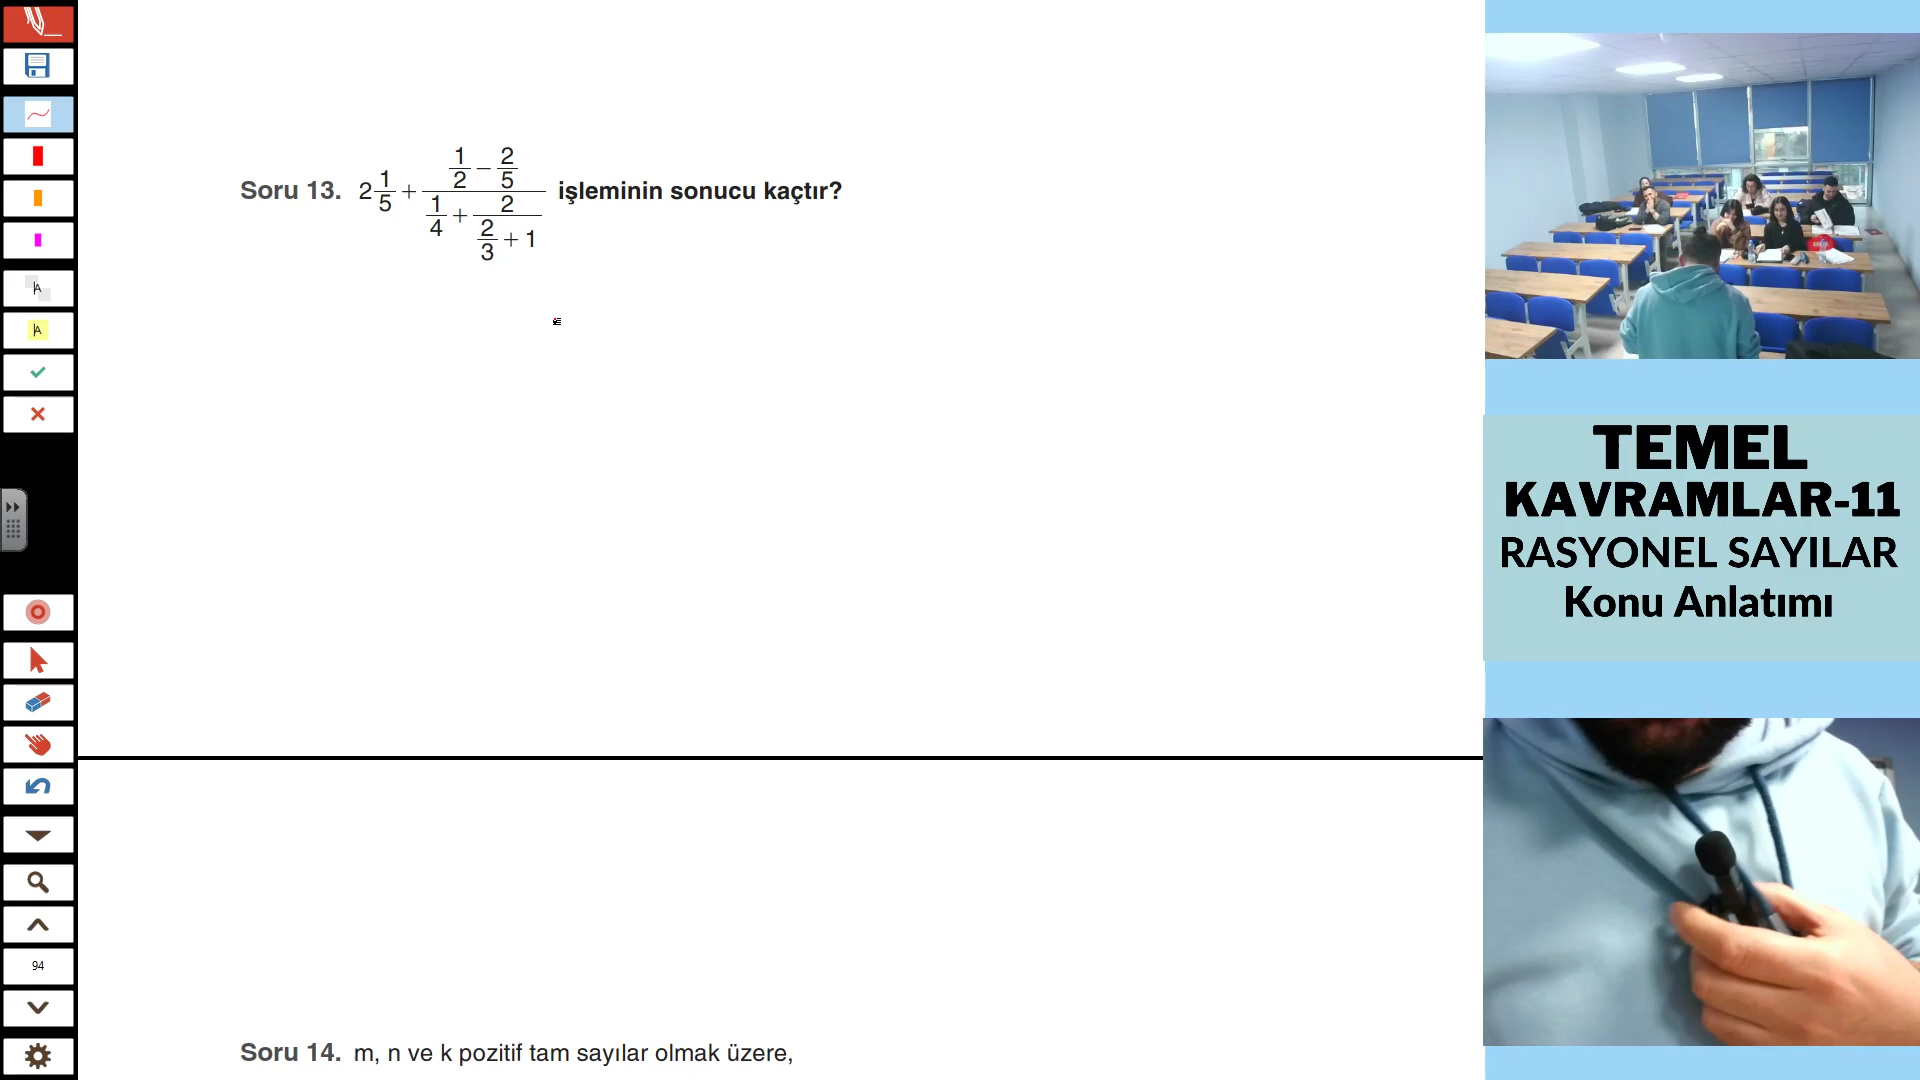 Soru 13. 2 1/5 + (1/2 − 2/5) / (1/4 + 2 / (2/3 + 1)) işleminin sonucu kaçtır?
TEMEL
KAVRAMLAR-11
RASYONEL SAYILAR
Konu Anlatımı
94
Soru 14. m, n ve k pozitif tam sayılar olmak üzere,